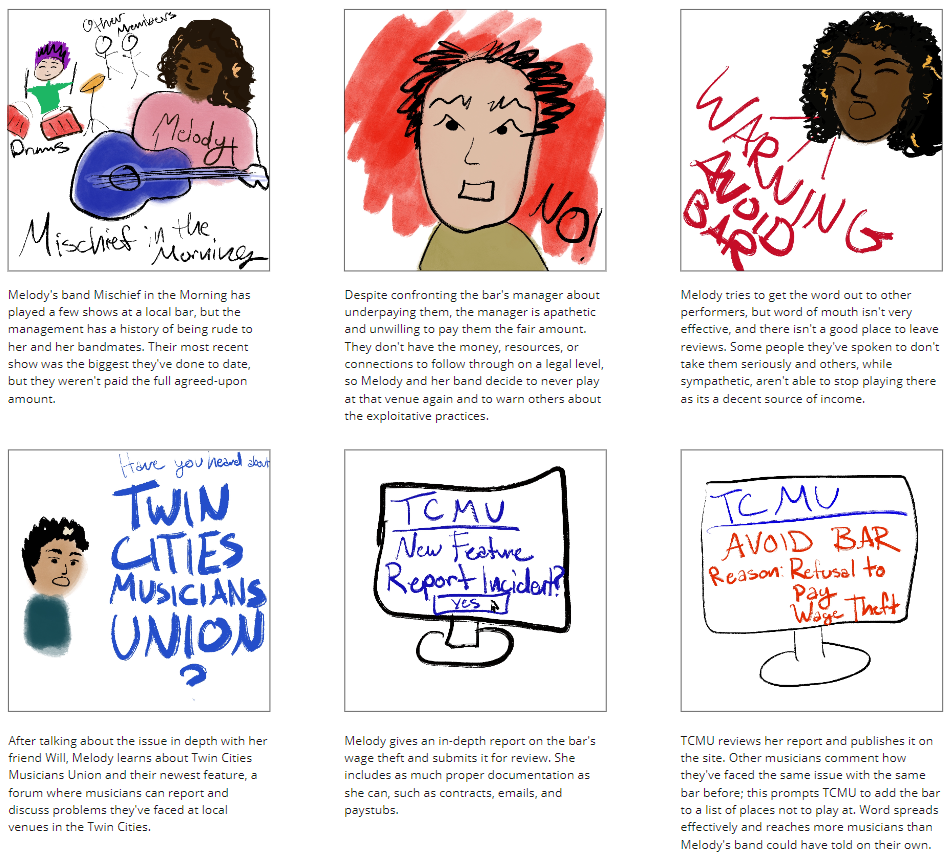 Other
Members
Melody
Drums
Mischief in the
Morning
Melody's band Mischief in the Morning has
played a few shows at a local bar, but the
management has a history of being rude to
her and her bandmates. Their most recent
show was the biggest they've done to date,
but they weren't paid the full agreed-upon
amount.
NO!
Despite confronting the bar's manager about
underpaying them, the manager is apathetic
and unwilling to pay them the fair amount.
They don't have the money, resources, or
connections to follow through on a legal level,
so Melody and her band decide to never play
at that venue again and to warn others about
the exploitative practices.
WARNING
AVOID
BAR
Melody tries to get the word out to other
performers, but word of mouth isn't very
effective, and there isn't a good place to leave
reviews. Some people they've spoken to don't
take them seriously and others, while
sympathetic, aren't able to stop playing there
as its a decent source of income.
Have you heard about
TWIN
CITIES
MUSICIANS
UNION
?
After talking about the issue in depth with her
friend Will, Melody learns about Twin Cities
Musicians Union and their newest feature, a
forum where musicians can report and
discuss problems they've faced at local
venues in the Twin Cities.
TCMU
New Feature
Report Incident?
Yes
Melody gives an in-depth report on the bar's
wage theft and submits it for review. She
includes as much proper documentation as
she can, such as contracts, emails, and
paystubs.
TCMU
AVOID BAR
Reason: Refusal to
Pay
Wage Theft
TCMU reviews her report and publishes it on
the site. Other musicians comment how
they've faced the same issue with the same
bar before; this prompts TCMU to add the bar
to a list of places not to play at. Word spreads
effectively and reaches more musicians than
Melody's band could have told on their own.